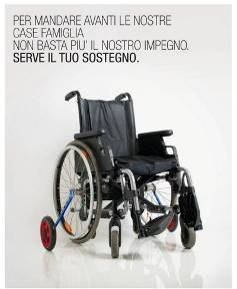 PER MANDARE AVANTI LE NOSTRE
CASE FAMIGLIA
NON BASTA PIU' IL NOSTRO IMPEGNO.
SERVE IL TUO SOSTEGNO.